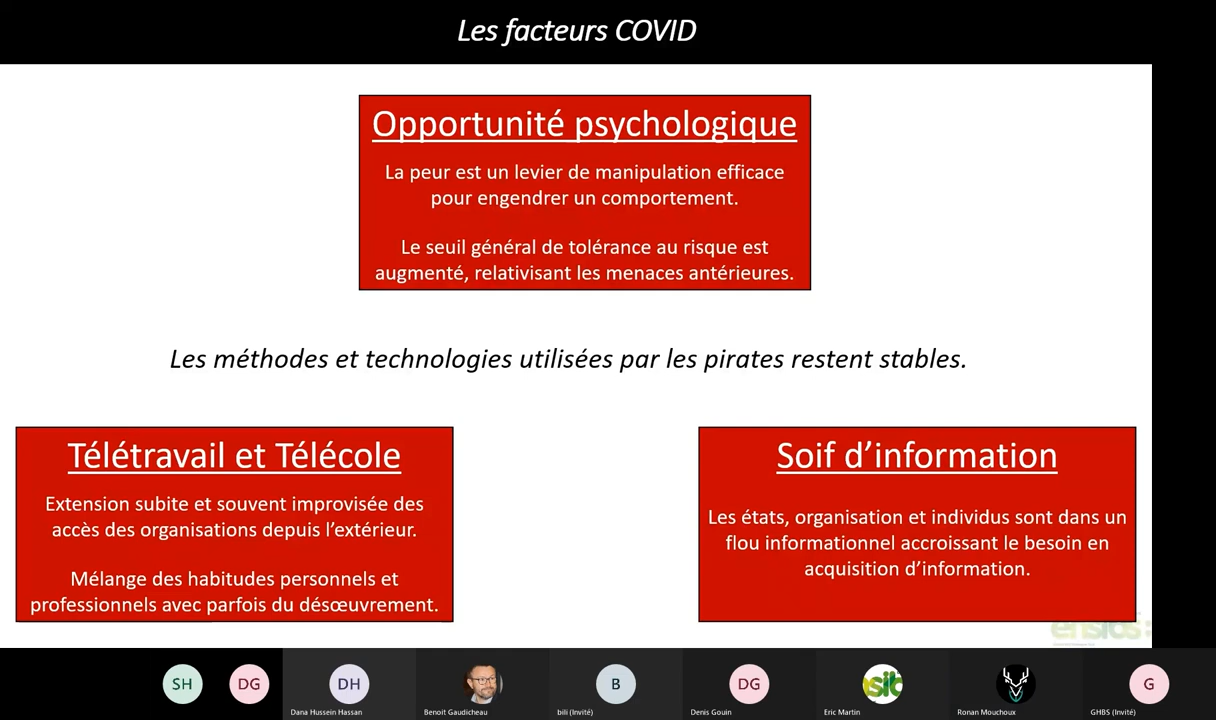 Les facteurs COVID
Opportunité psychologique
La peur est un levier de manipulation efficace
pour engendrer un comportement.
Le seuil général de tolérance au risque est
augmenté, relativisant les menaces antérieures.
Les méthodes et technologies utilisées par les pirates restent stables.
Télétravail et Télécole
Extension subite et souvent improvisée des
accès des organisations depuis l’extérieur.
Mélange des habitudes personnels et
professionnels avec parfois du désœuvrement.
Soif d’information
Les états, organisation et individus sont dans un
flou informationnel accroissant le besoin en
acquisition d’information.
SH
DG
DH
B
DG
sit
G
Dana Hussein Hassan
Benoit Gaudicheau
bili (Invité)
Denis Gouin
Eric Martin
Ronan Mouchoux
GHBS (Invité)